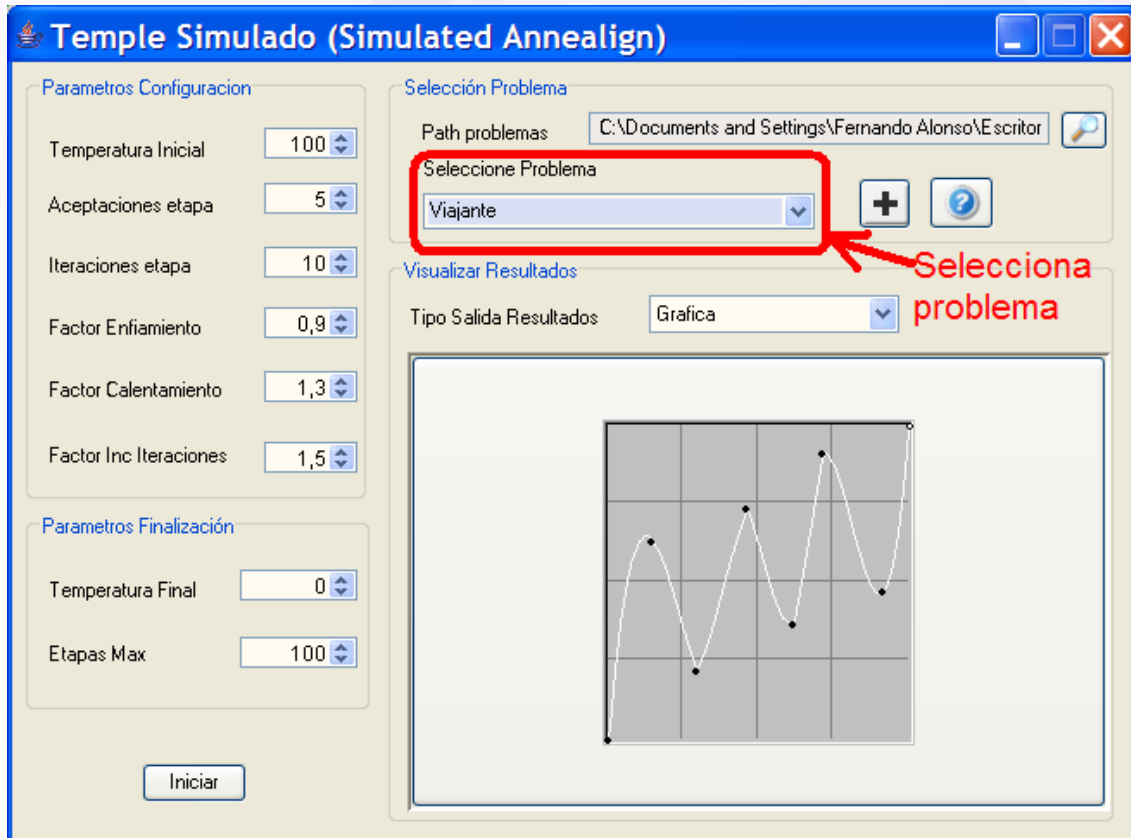 Temple Simulado (Simulated Annealign)
Parametros Configuracion
Temperatura Inicial 100
Aceptaciones etapa 5
Iteraciones etapa 10
Factor Enfiamiento 0,9
Factor Calentamiento 1,3
Factor Inc Iteraciones 1,5
Parametros Finalización
Temperatura Final 0
Etapas Max 100
Iniciar
Selección Problema
Path problemas C:\Documents and Settings\Fernando Alonso\Escritor
Seleccione Problema
Viajante
Selecciona
problema
Visualizar Resultados
Tipo Salida Resultados Grafica